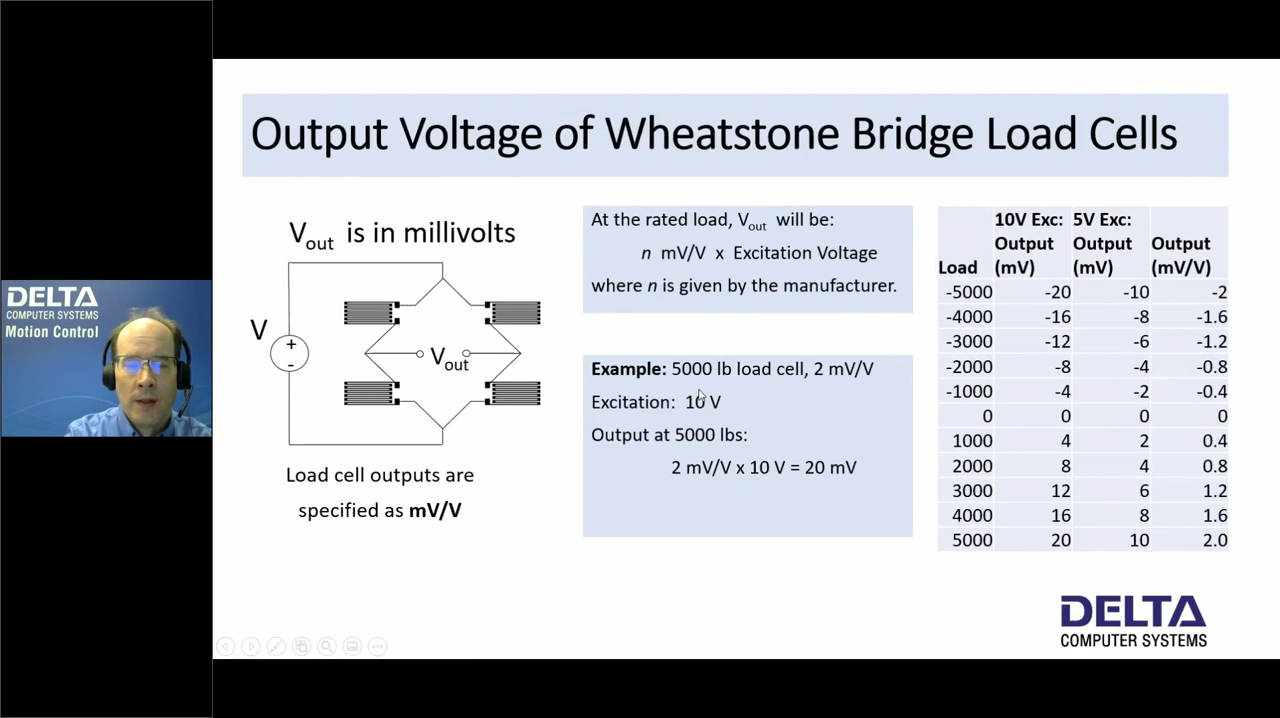 Output Voltage of Wheatstone Bridge Load Cells
DELTA
COMPUTER SYSTEMS
Motion Control
Vout is in millivolts
V
+
-
Vout
Load cell outputs are
specified as mV/V
At the rated load, Vout will be:
n mV/V x Excitation Voltage
where n is given by the manufacturer.
Example: 5000 lb load cell, 2 mV/V
Excitation: 10 V
Output at 5000 lbs:
2 mV/V x 10 V = 20 mV
10V Exc: 5V Exc:
Output Output Output
Load (mV) (mV) (mV/V)
-5000 -20 -10 -2
-4000 -16 -8 -1.6
-3000 -12 -6 -1.2
-2000 -8 -4 -0.8
-1000 -4 -2 -0.4
0 0 0 0
1000 4 2 0.4
2000 8 4 0.8
3000 12 6 1.2
4000 16 8 1.6
5000 20 10 2.0
DELTA
COMPUTER SYSTEMS